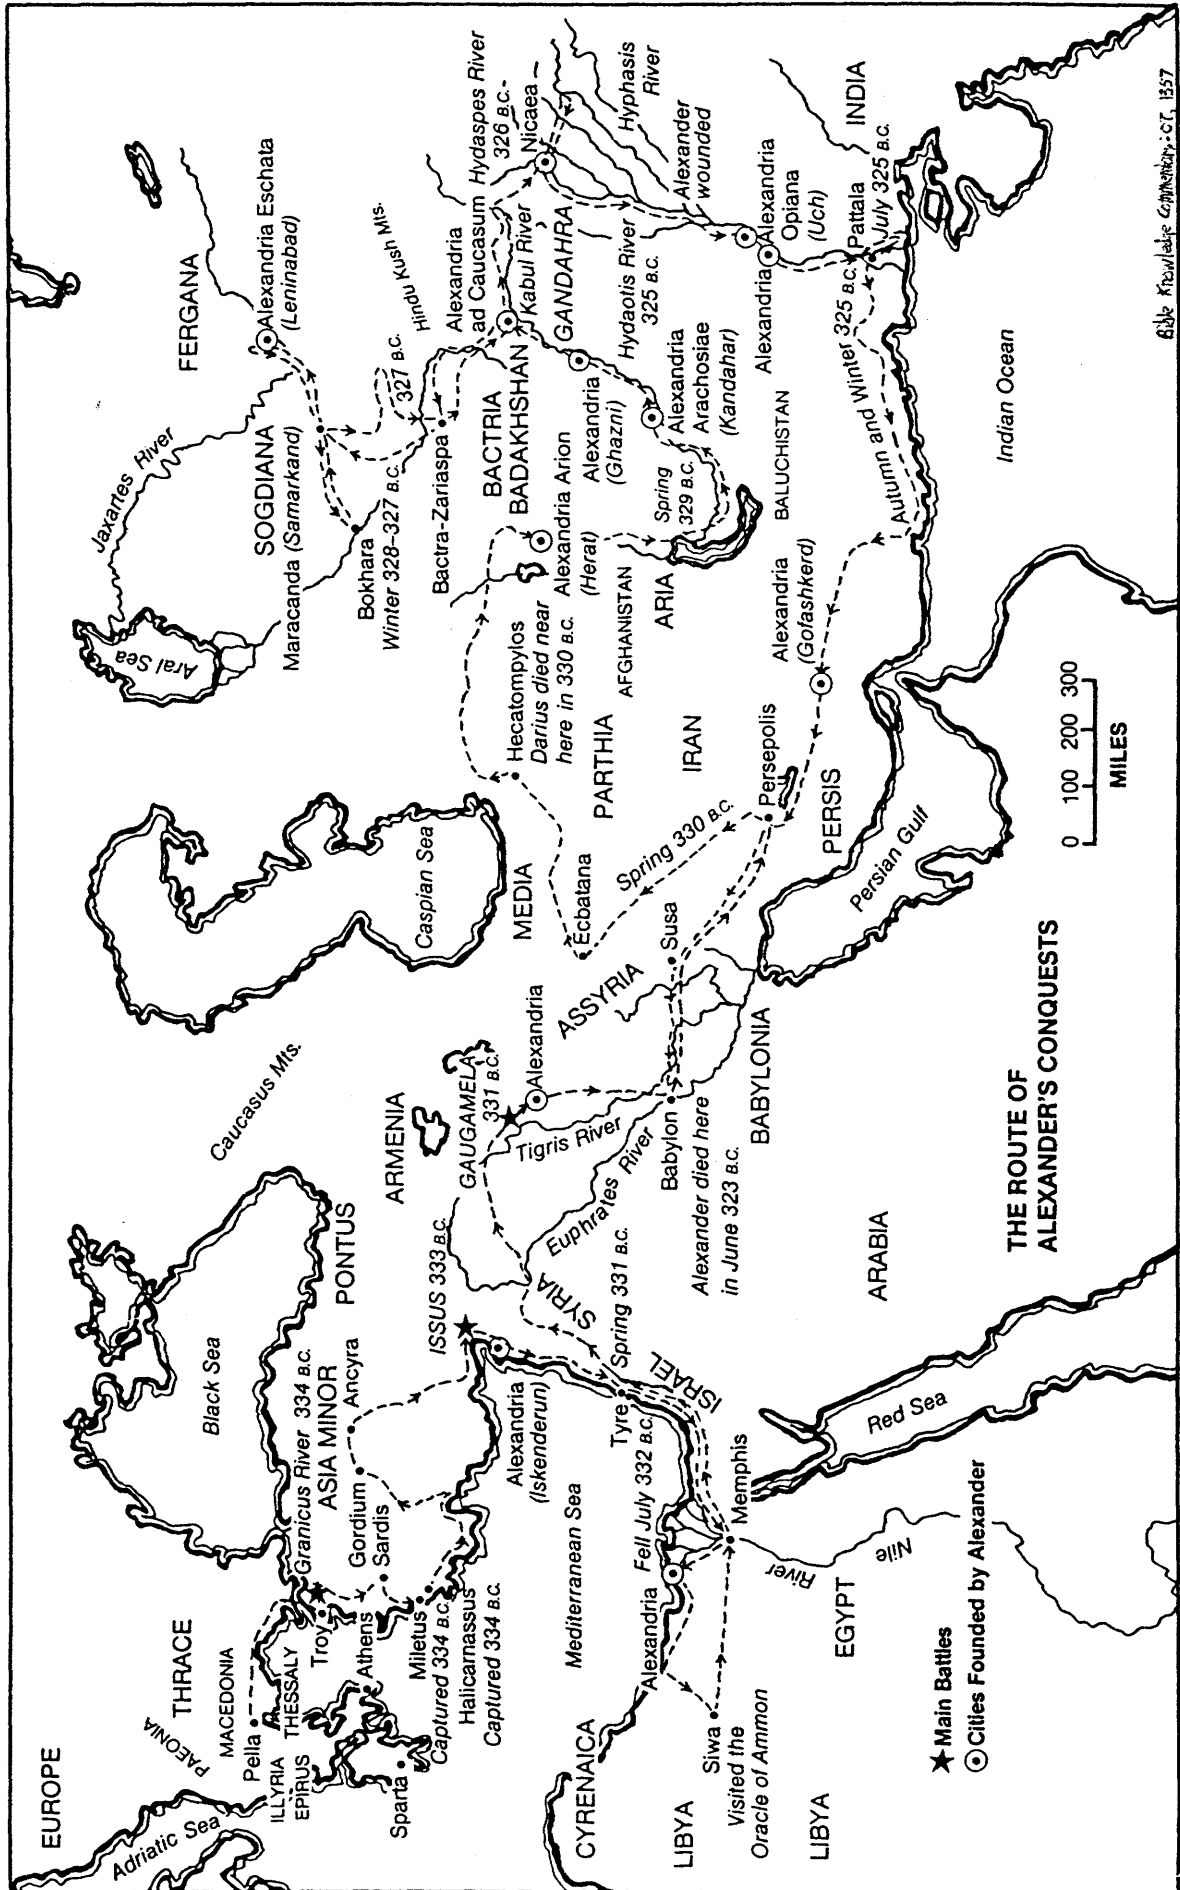 EUROPE
Adriatic Sea
PAEONIA
THRACE
MACEDONIA
Pella
ILLYRIA
EPIRUS
THESSALY
Sparta
Athens
Troy
Granicus River 334 B.C.
ASIA MINOR
Gordium
Sardis
Ancyra
Miletus
Captured 334 B.C.
Halicarnassus
Captured 334 B.C.
Black Sea
PONTUS
Caucasus Mts.
ARMENIA
Caspian Sea
ISSUS 333 B.C.
Alexandria
(Iskenderun)
Mediterranean Sea
Tyre
Fell July 332 B.C.
SYRIA
Spring 331 B.C.
ISRAEL
CYRENAICA
LIBYA
Alexandria
Siwa
Visited the
Oracle of Ammon
LIBYA
Memphis
EGYPT
River
Nile
Red Sea
ARABIA
GAUGAMELA
331 B.C.
Alexandria
Tigris River
Euphrates River
Babylon
Alexander died here
in June 323 B.C.
BABYLONIA
ASSYRIA
Susa
MEDIA
Ecbatana
Spring 330 B.C.
Persepolis
PERSIS
Persian Gulf
PARTHIA
IRAN
Hecatompylos
Darius died near
here in 330 B.C.
Aral Sea
Jaxartes River
SOGDIANA
Maracanda (Samarkand)
Bokhara
Winter 328-327 B.C.
FERGANA
Alexandria Eschata
(Leninabad)
327 B.C.
Hindu Kush Mts.
Bactra-Zariaspa
BACTRIA
BADAKHSHAN
Alexandria Arion
(Herat)
AFGHANISTAN
ARIA
Spring
329 B.C.
Alexandria
(Ghazni)
Alexandria
Arachosiae
(Kandahar)
Alexandria
ad Caucasum
Kabul River
GANDAHRA
Hydaspes River
326 B.C.
Nicaea
Hyphasis
River
Alexander
wounded
Hydaotis River
325 B.C.
Alexandria
Opiana
(Uch)
Alexandria
INDIA
Pattala
July 325 B.C.
BALUCHISTAN
Autumn and Winter 325 B.C.
Alexandria
(Gofashkerd)
Indian Ocean
0 100 200 300
MILES
THE ROUTE OF
ALEXANDER'S CONQUESTS
Main Battles
Cities Founded by Alexander
Bible Knowledge Commentary: OT, 1357